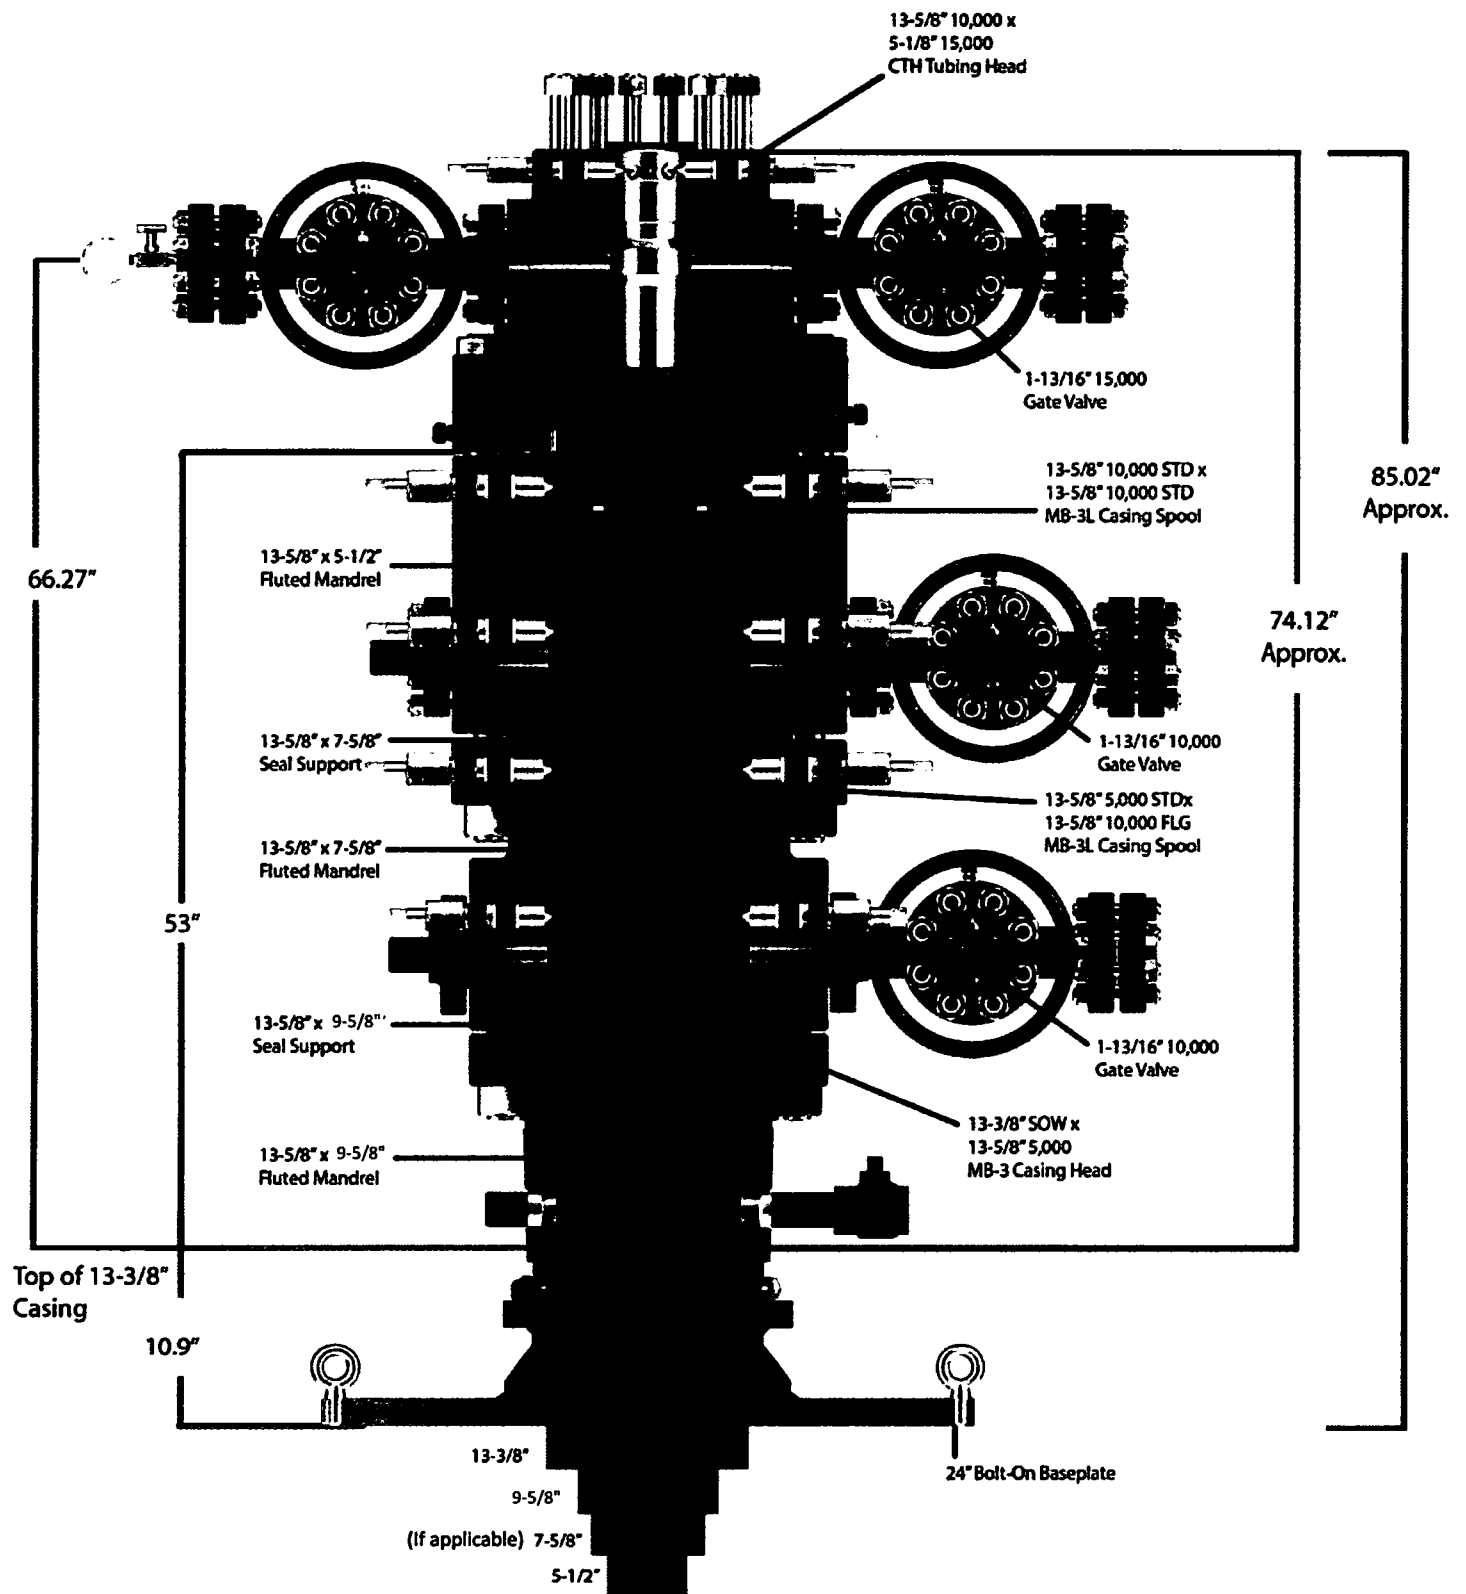 13-5/8" 10,000 x
5-1/8" 15,000
CTH Tubing Head
1-13/16" 15,000
Gate Valve
13-5/8" 10,000 STD x
13-5/8" 10,000 STD
MB-3L Casing Spool
85.02"
Approx.
13-5/8" x 5-1/2"
Fluted Mandrel
66.27"
74.12"
Approx.
13-5/8" x 7-5/8"
Seal Support
1-13/16" 10,000
Gate Valve
13-5/8" 5,000 STDx
13-5/8" 10,000 FLG
MB-3L Casing Spool
13-5/8" x 7-5/8"
Fluted Mandrel
53"
13-5/8" x 9-5/8"
Seal Support
1-13/16" 10,000
Gate Valve
13-3/8" SOW x
13-5/8" 5,000
MB-3 Casing Head
13-5/8" x 9-5/8"
Fluted Mandrel
Top of 13-3/8"
Casing
10.9"
13-3/8"
24" Bolt-On Baseplate
9-5/8"
(If applicable) 7-5/8"
5-1/2"